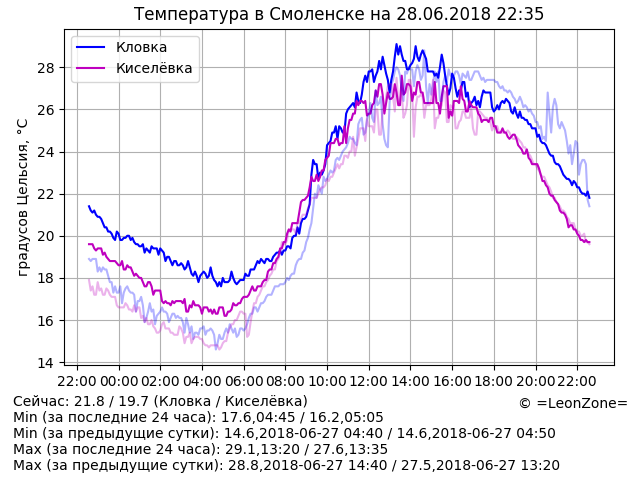 Температура в Смоленске на 28.06.2018 22:35
Кловка
Киселёвка
градусов Цельсия, °C
28
26
24
22
20
18
16
14
22:00 00:00 02:00 04:00 06:00 08:00 10:00 12:00 14:00 16:00 18:00 20:00 22:00
Сейчас: 21.8 / 19.7 (Кловка / Киселёвка)
© =LeonZone=
Min (за последние 24 часа): 17.6,04:45 / 16.2,05:05
Min (за предыдущие сутки): 14.6,2018-06-27 04:40 / 14.6,2018-06-27 04:50
Max (за последние 24 часа): 29.1,13:20 / 27.6,13:35
Max (за предыдущие сутки): 28.8,2018-06-27 14:40 / 27.5,2018-06-27 13:20